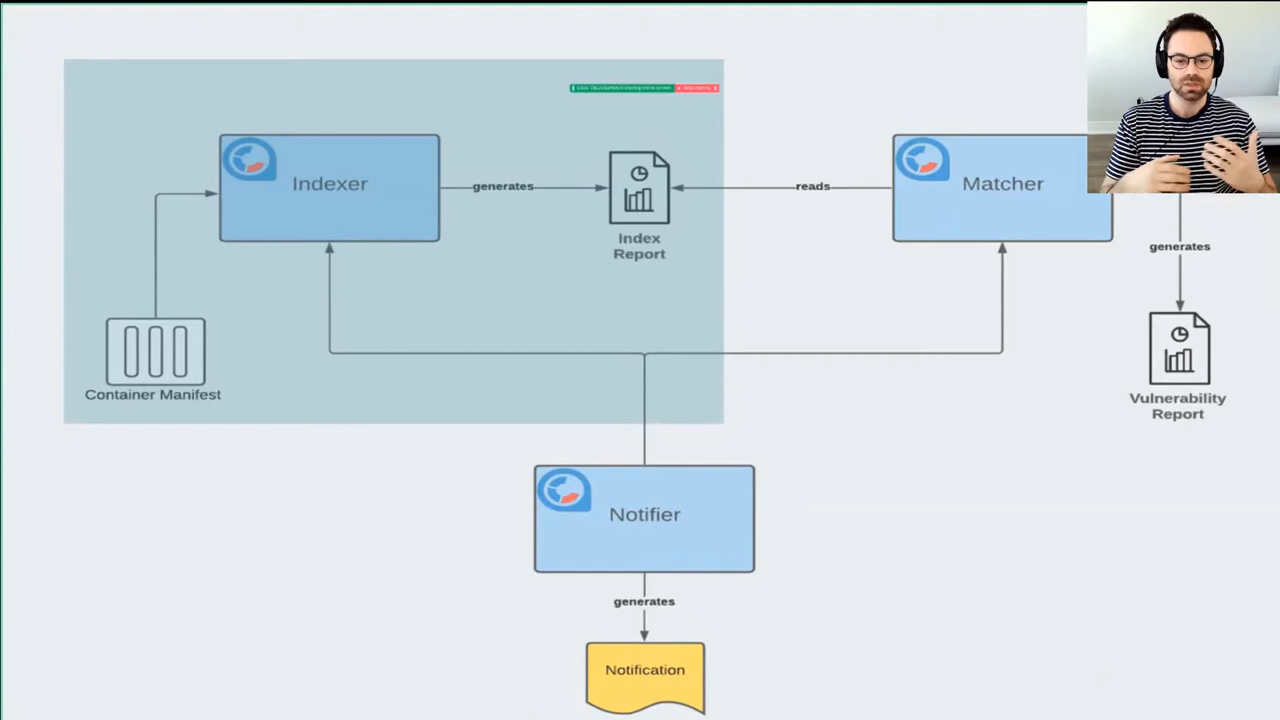 Indexer
generates
Index
Report
reads
Matcher
generates
Container Manifest
Vulnerability
Report
Notifier
generates
Notification